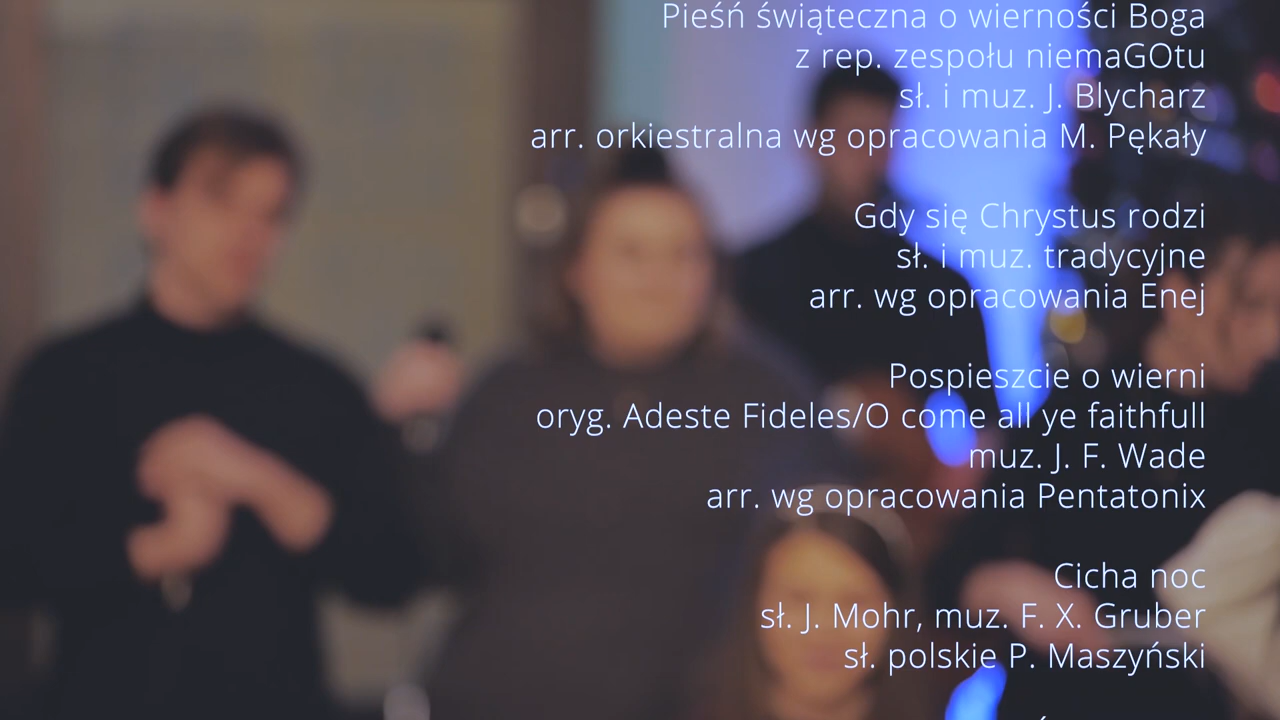 Pieśń świąteczna o wierności Boga
z rep. zespołu niemaGOtu
sł. i muz. J. Blycharz
arr. orkiestralna wg opracowania M. Pękały
Gdy się Chrystus rodzi
sł. i muz. tradycyjne
arr. wg opracowania Enej
Pospieszcie o wierni
oryg. Adeste Fideles/O come all ye faithfull
muz. J. F. Wade
arr. wg opracowania Pentatonix
Cicha noc
sł. J. Mohr, muz. F. X. Gruber
sł. polskie P. Maszyński